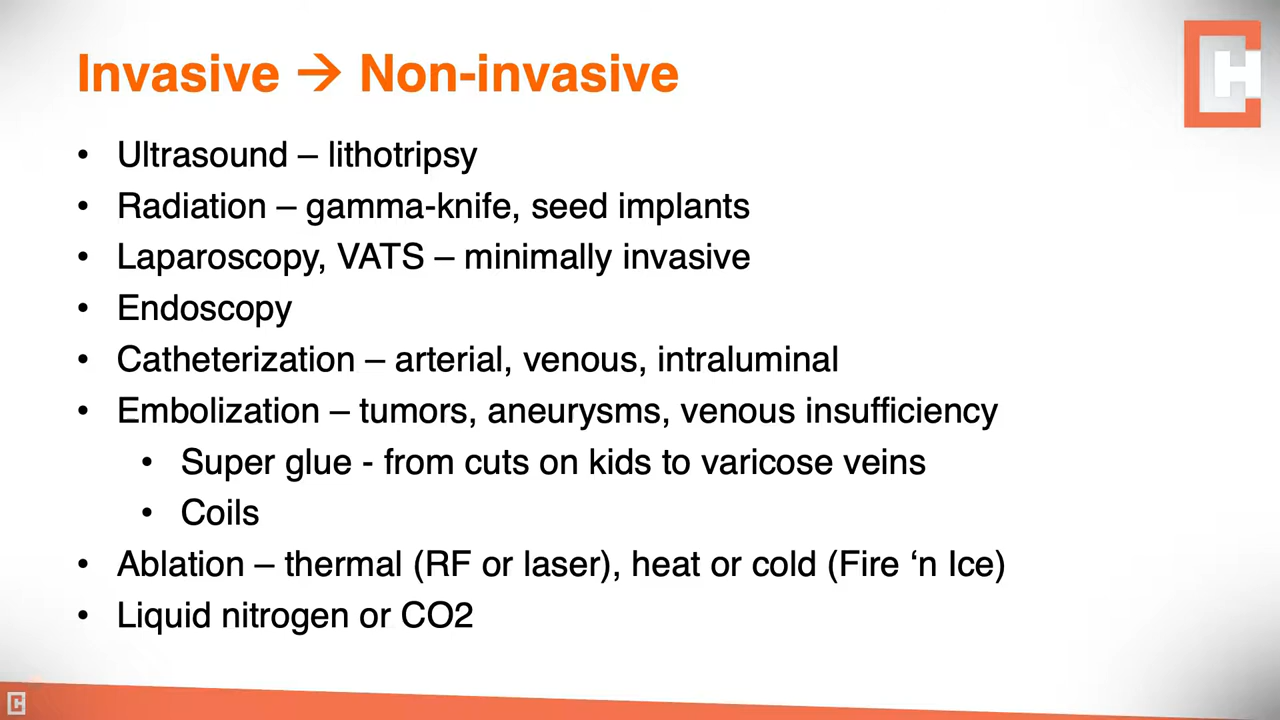 Invasive → Non-invasive
CH
• Ultrasound – lithotripsy
• Radiation – gamma-knife, seed implants
• Laparoscopy, VATS – minimally invasive
• Endoscopy
• Catheterization – arterial, venous, intraluminal
• Embolization – tumors, aneurysms, venous insufficiency
• Super glue - from cuts on kids to varicose veins
• Coils
• Ablation – thermal (RF or laser), heat or cold (Fire ‘n Ice)
• Liquid nitrogen or CO2
CH